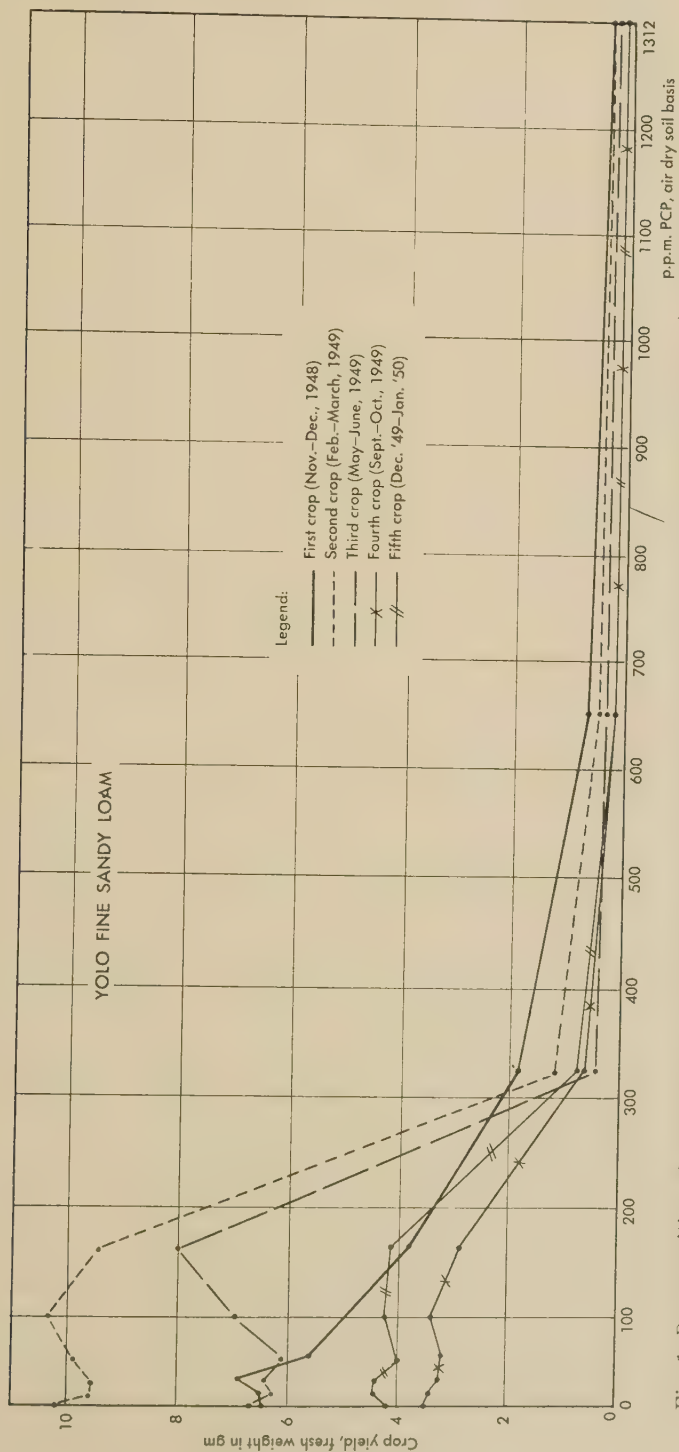 YOLO FINE SANDY LOAM
Crop yield, fresh weight in gm
10
8
6
4
2
0
Legend:
First crop (Nov.–Dec., 1948)
Second crop (Feb.–March, 1949)
Third crop (May–June, 1949)
Fourth crop (Sept.–Oct., 1949)
Fifth crop (Dec. '49–Jan. '50)
0 100 200 300 400 500 600 700 800 900 1000 1100 1200 1312
p.p.m. PCP, air dry soil basis